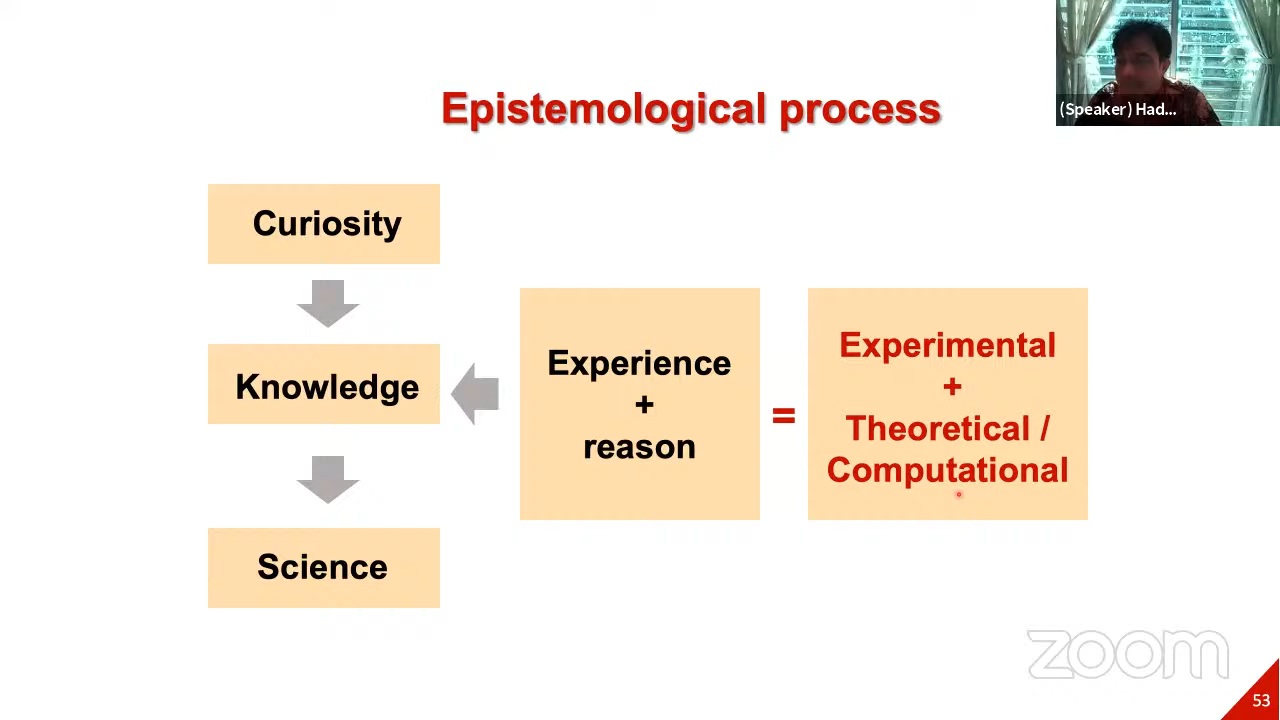 (Speaker) Had...
Epistemological process
Curiosity
Knowledge
Science
Experience
+
reason
=
Experimental
+
Theoretical /
Computational
zoom
53